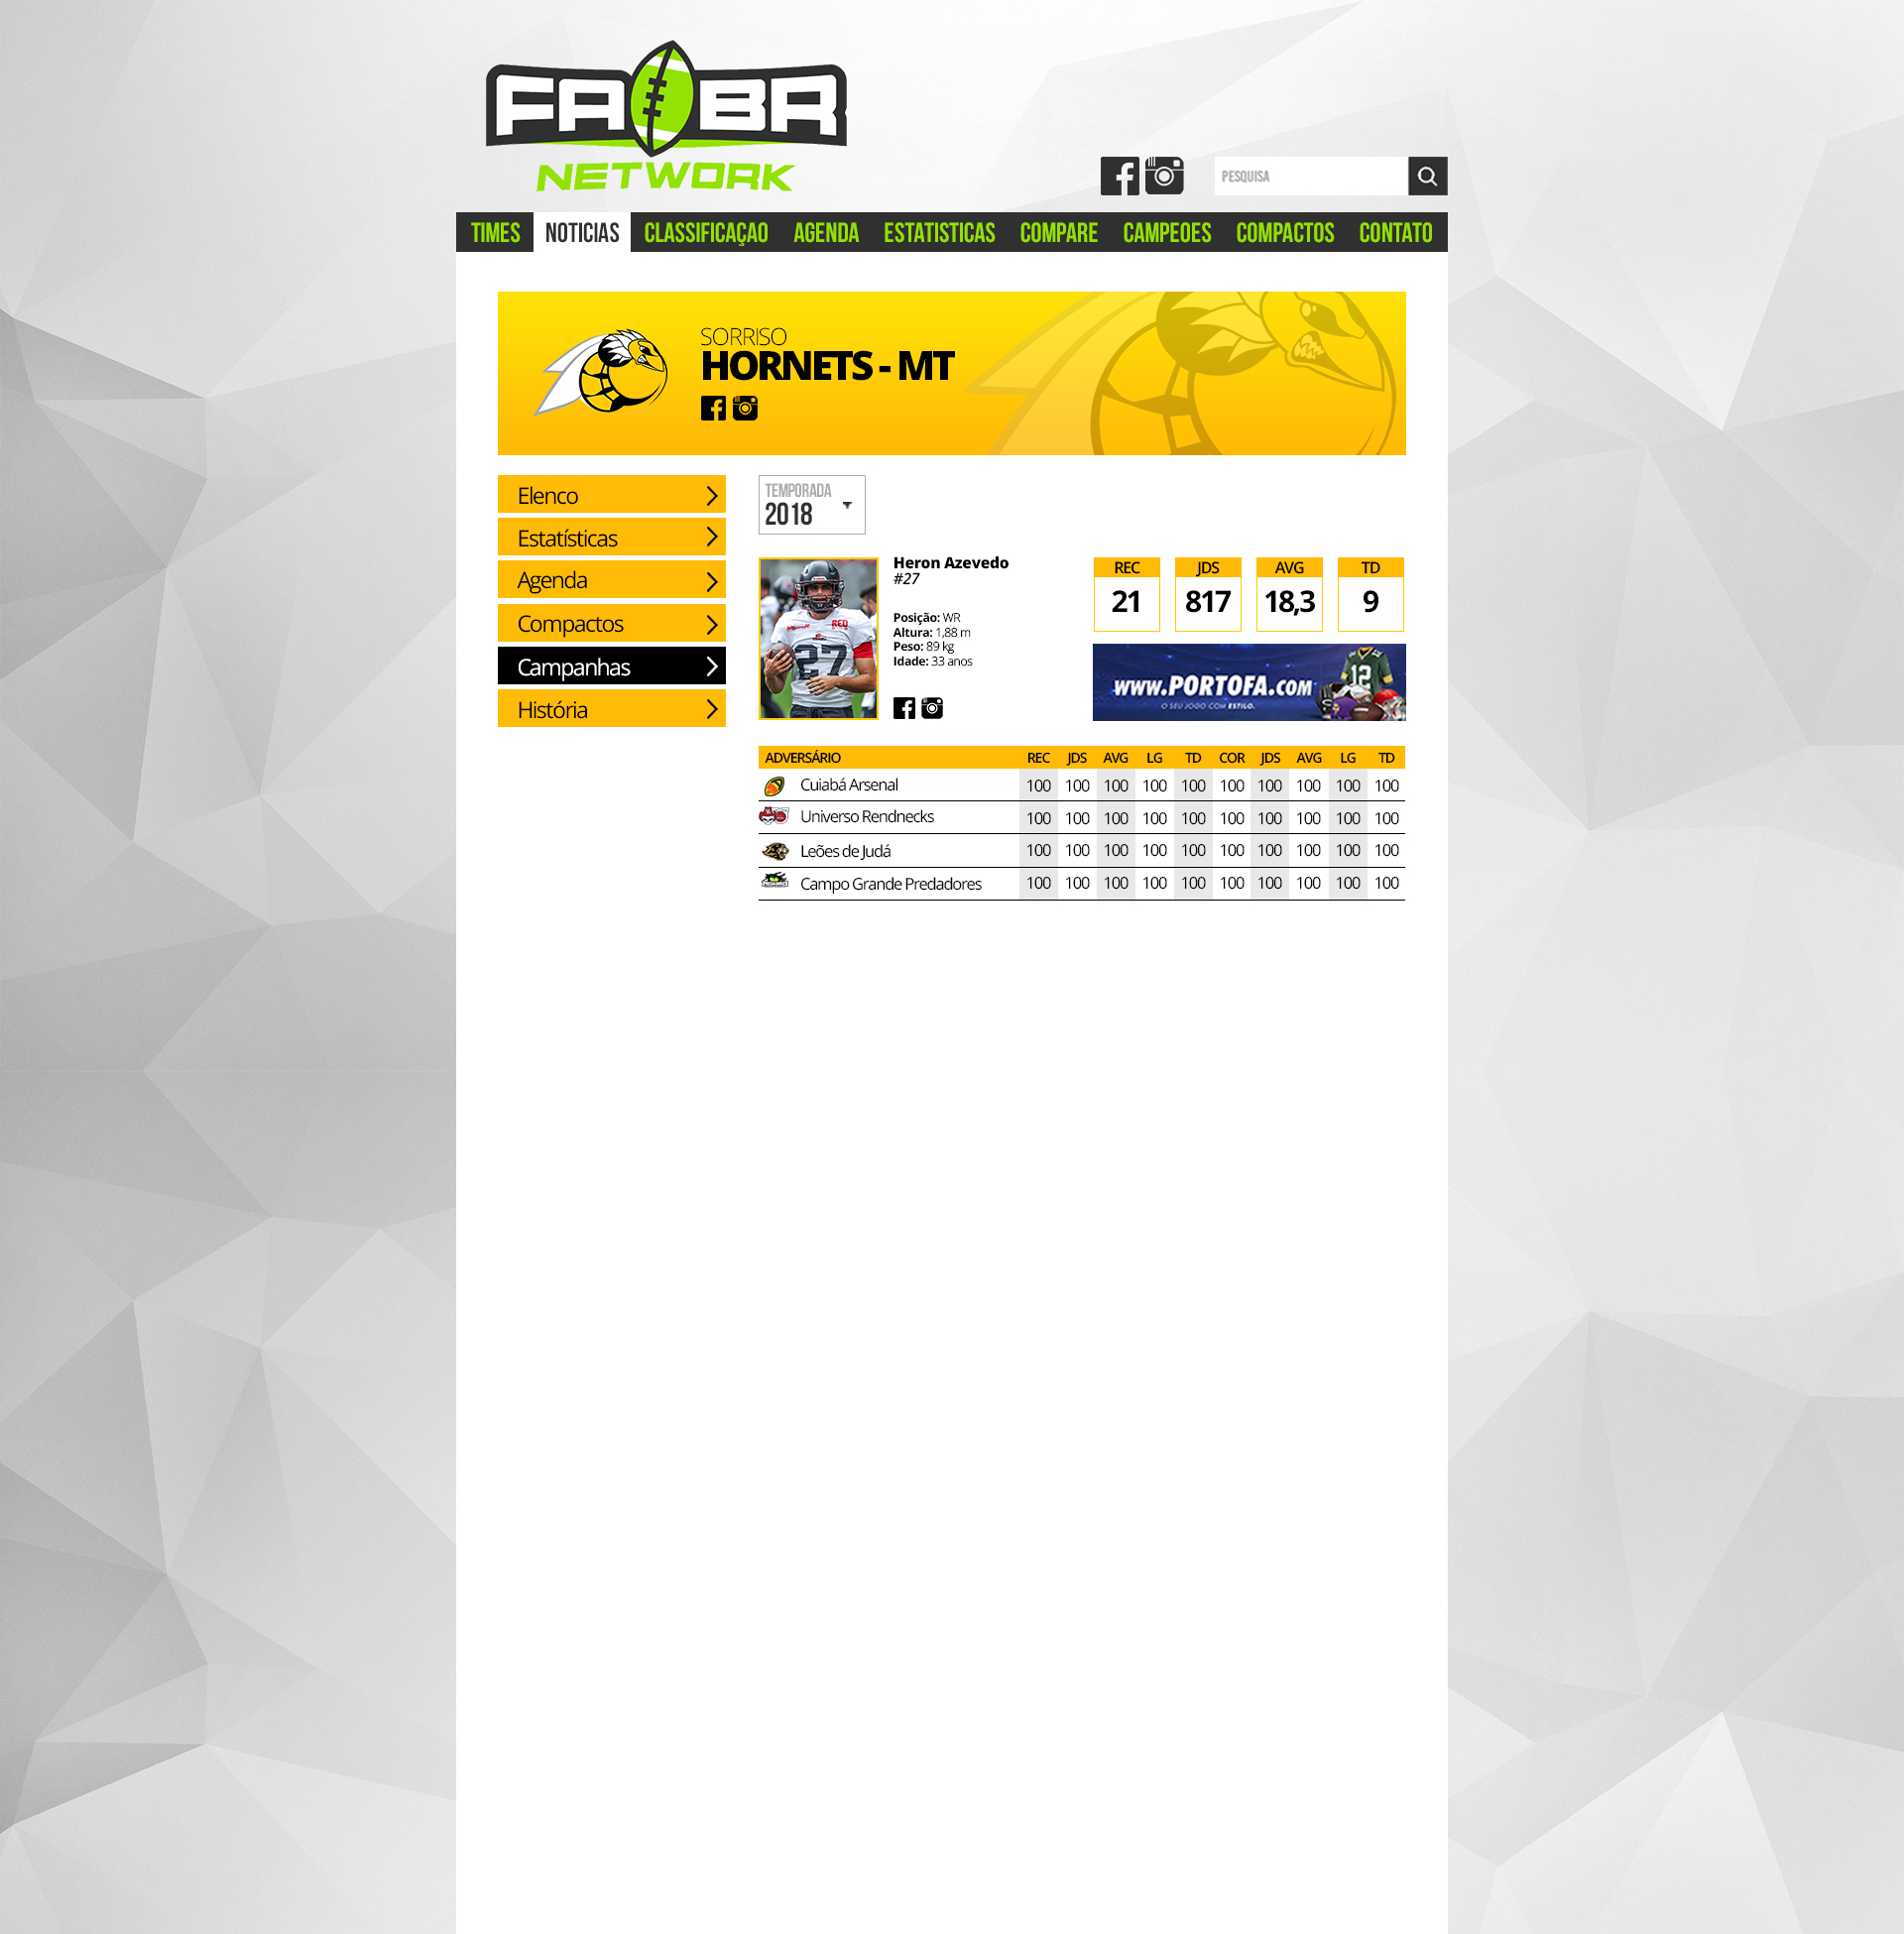 FABR
NETWORK
PESQUISA
TIMES NOTICIAS CLASSIFICAÇAO AGENDA ESTATISTICAS COMPARE CAMPEOES COMPACTOS CONTATO
SORRISO
HORNETS - MT
Elenco
Estatísticas
Agenda
Compactos
Campanhas
História
TEMPORADA
2018
Heron Azevedo
#27
Posição: WR
Altura: 1,88 m
Peso: 89 kg
Idade: 33 anos
27
REC JDS AVG TD
21 817 18,3 9
WWW.PORTOFA.COM
O SEU JOGO COM ESTILO.
12
ADVERSÁRIO REC JDS AVG LG TD COR JDS AVG LG TD
Cuiabá Arsenal 100 100 100 100 100 100 100 100 100 100
Universo Rendnecks 100 100 100 100 100 100 100 100 100 100
Leões de Judá 100 100 100 100 100 100 100 100 100 100
Campo Grande Predadores 100 100 100 100 100 100 100 100 100 100